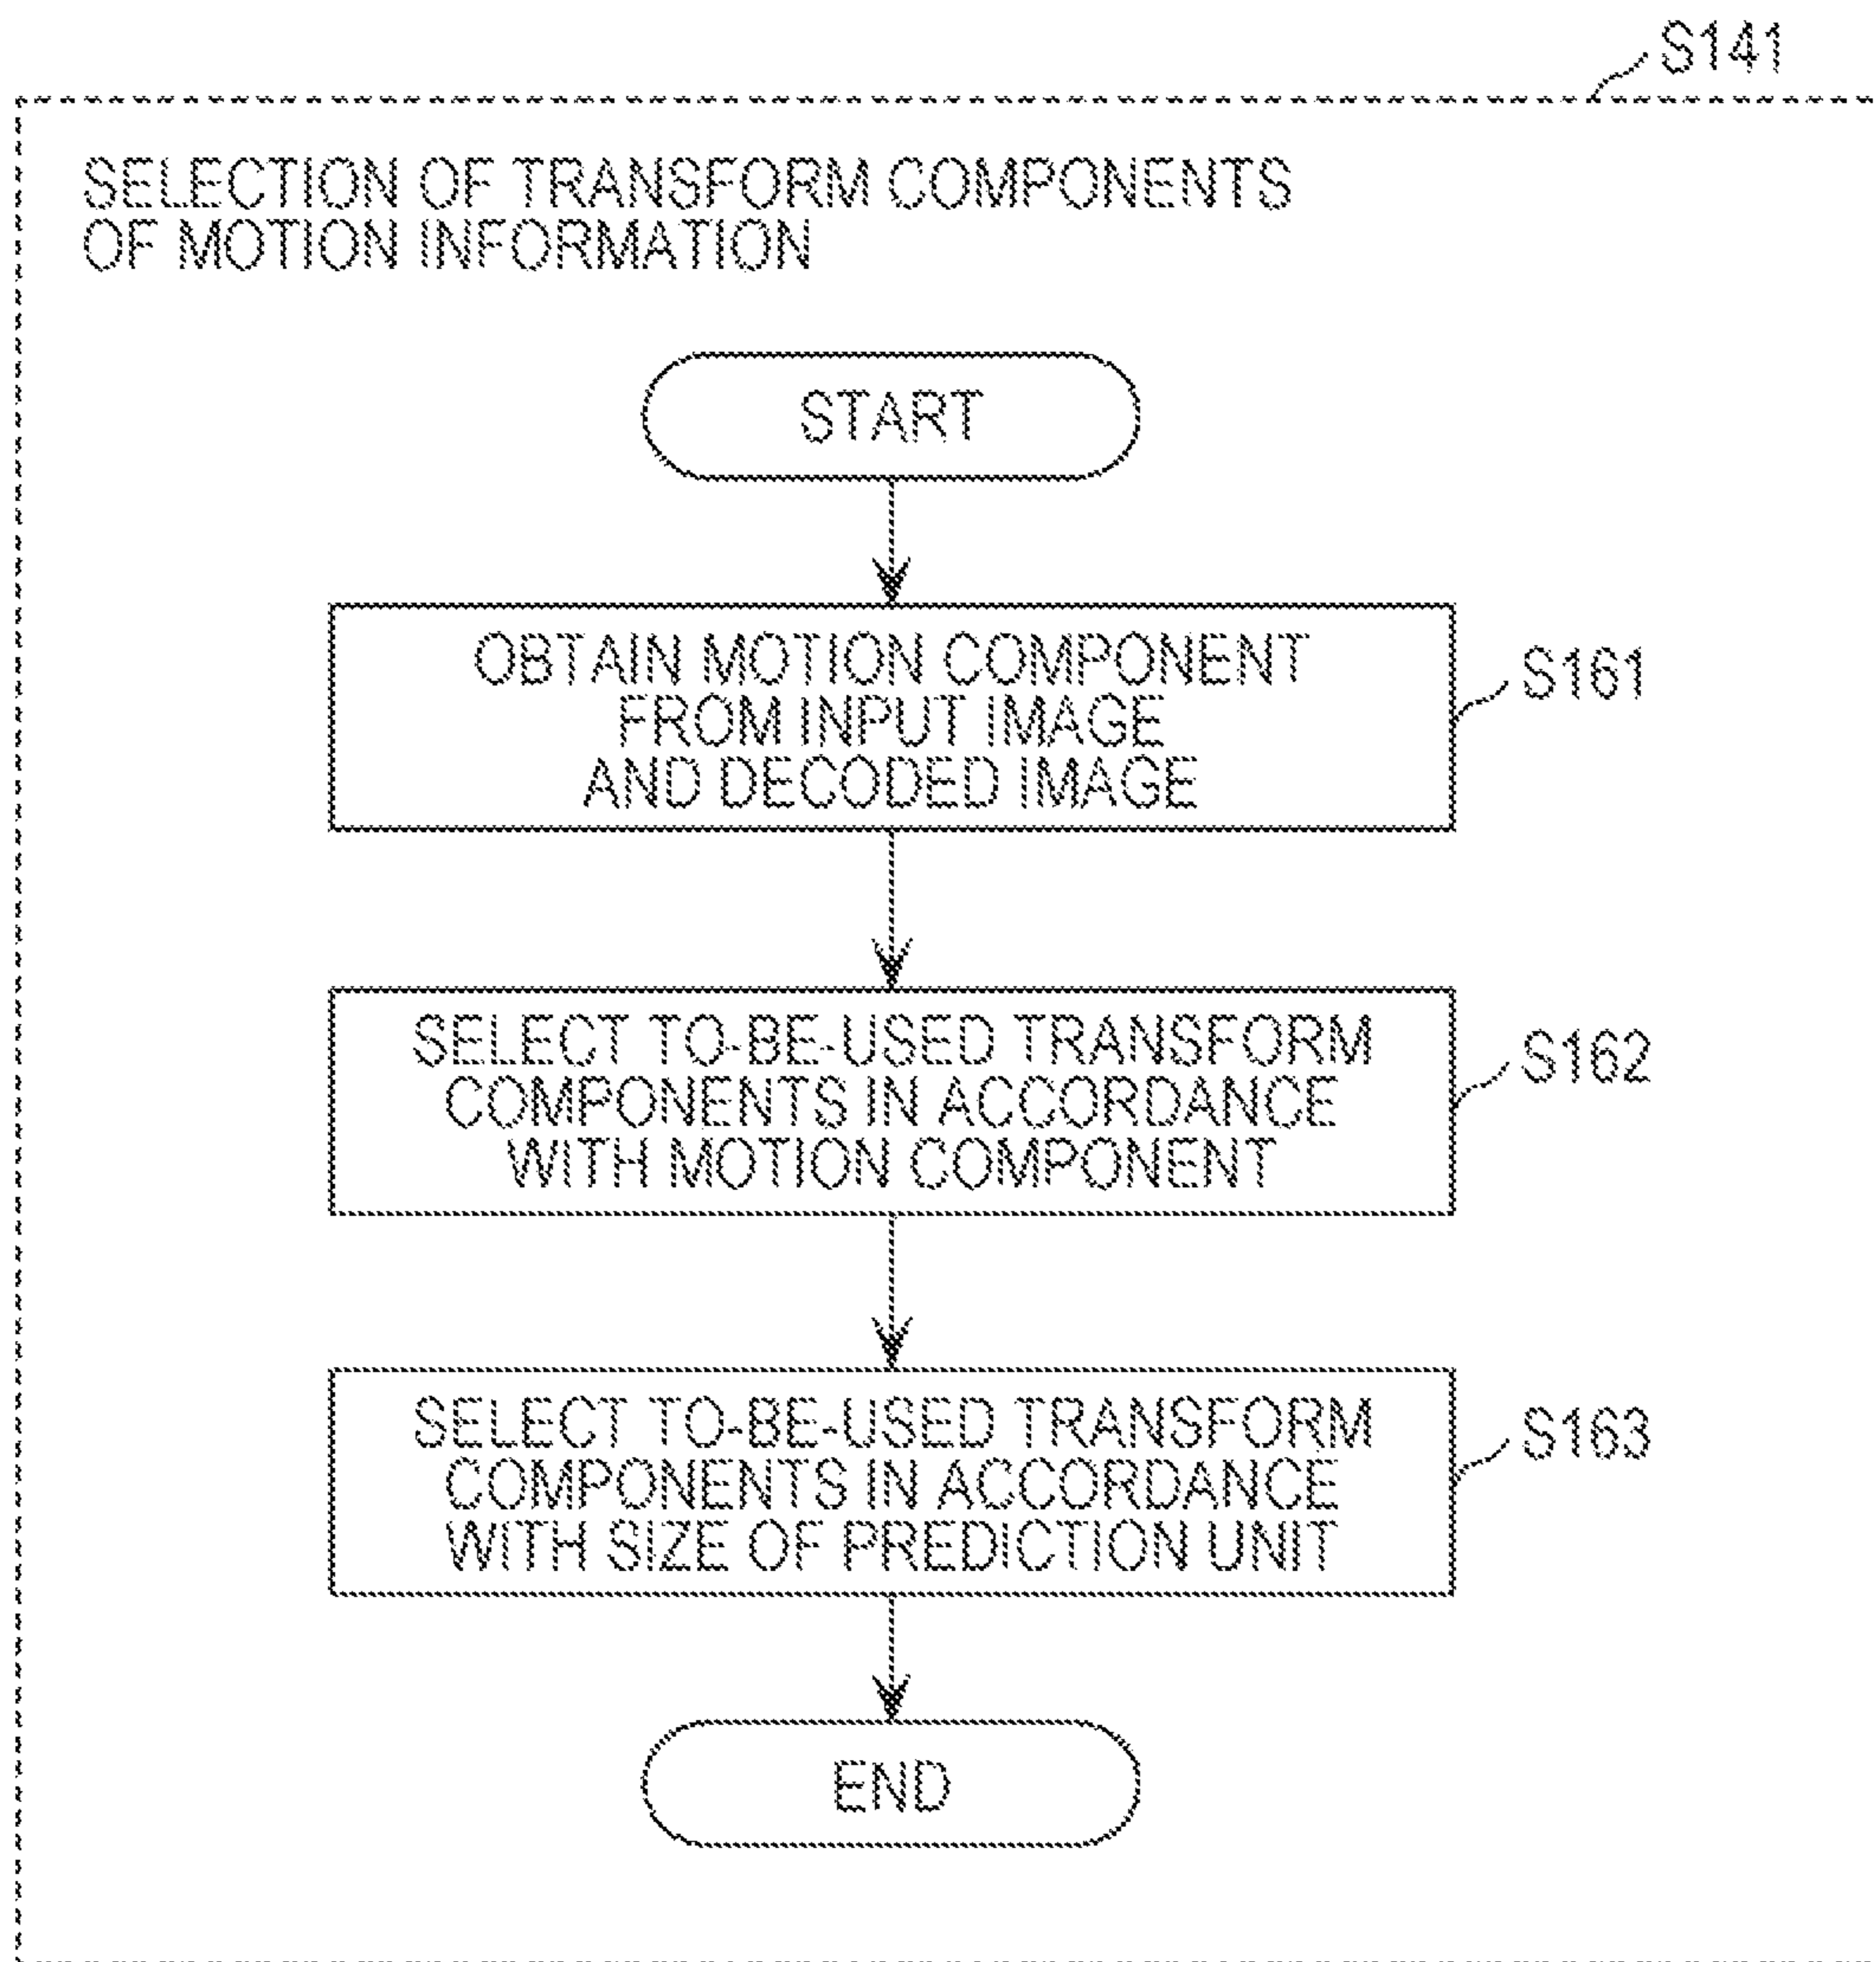 S141
SELECTION OF TRANSFORM COMPONENTS
OF MOTION INFORMATION
START
OBTAIN MOTION COMPONENT
FROM INPUT IMAGE
AND DECODED IMAGE
S161
SELECT TO-BE-USED TRANSFORM
COMPONENTS IN ACCORDANCE
WITH MOTION COMPONENT
S162
SELECT TO-BE-USED TRANSFORM
COMPONENTS IN ACCORDANCE
WITH SIZE OF PREDICTION UNIT
S163
END